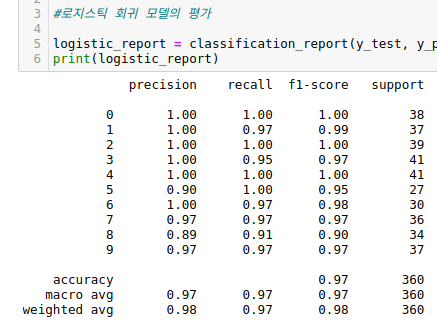 3 #로지스틱 회귀 모델의 평가
4
5 logistic_report = classification_report(y_test, y_p
6 print(logistic_report)
precision recall f1-score support
0 1.00 1.00 1.00 38
1 1.00 0.97 0.99 37
2 1.00 1.00 1.00 39
3 1.00 0.95 0.97 41
4 1.00 1.00 1.00 41
5 0.90 1.00 0.95 27
6 1.00 0.97 0.98 30
7 0.97 0.97 0.97 36
8 0.89 0.91 0.90 34
9 0.97 0.97 0.97 37
accuracy 0.97 360
macro avg 0.97 0.97 0.97 360
weighted avg 0.98 0.97 0.98 360